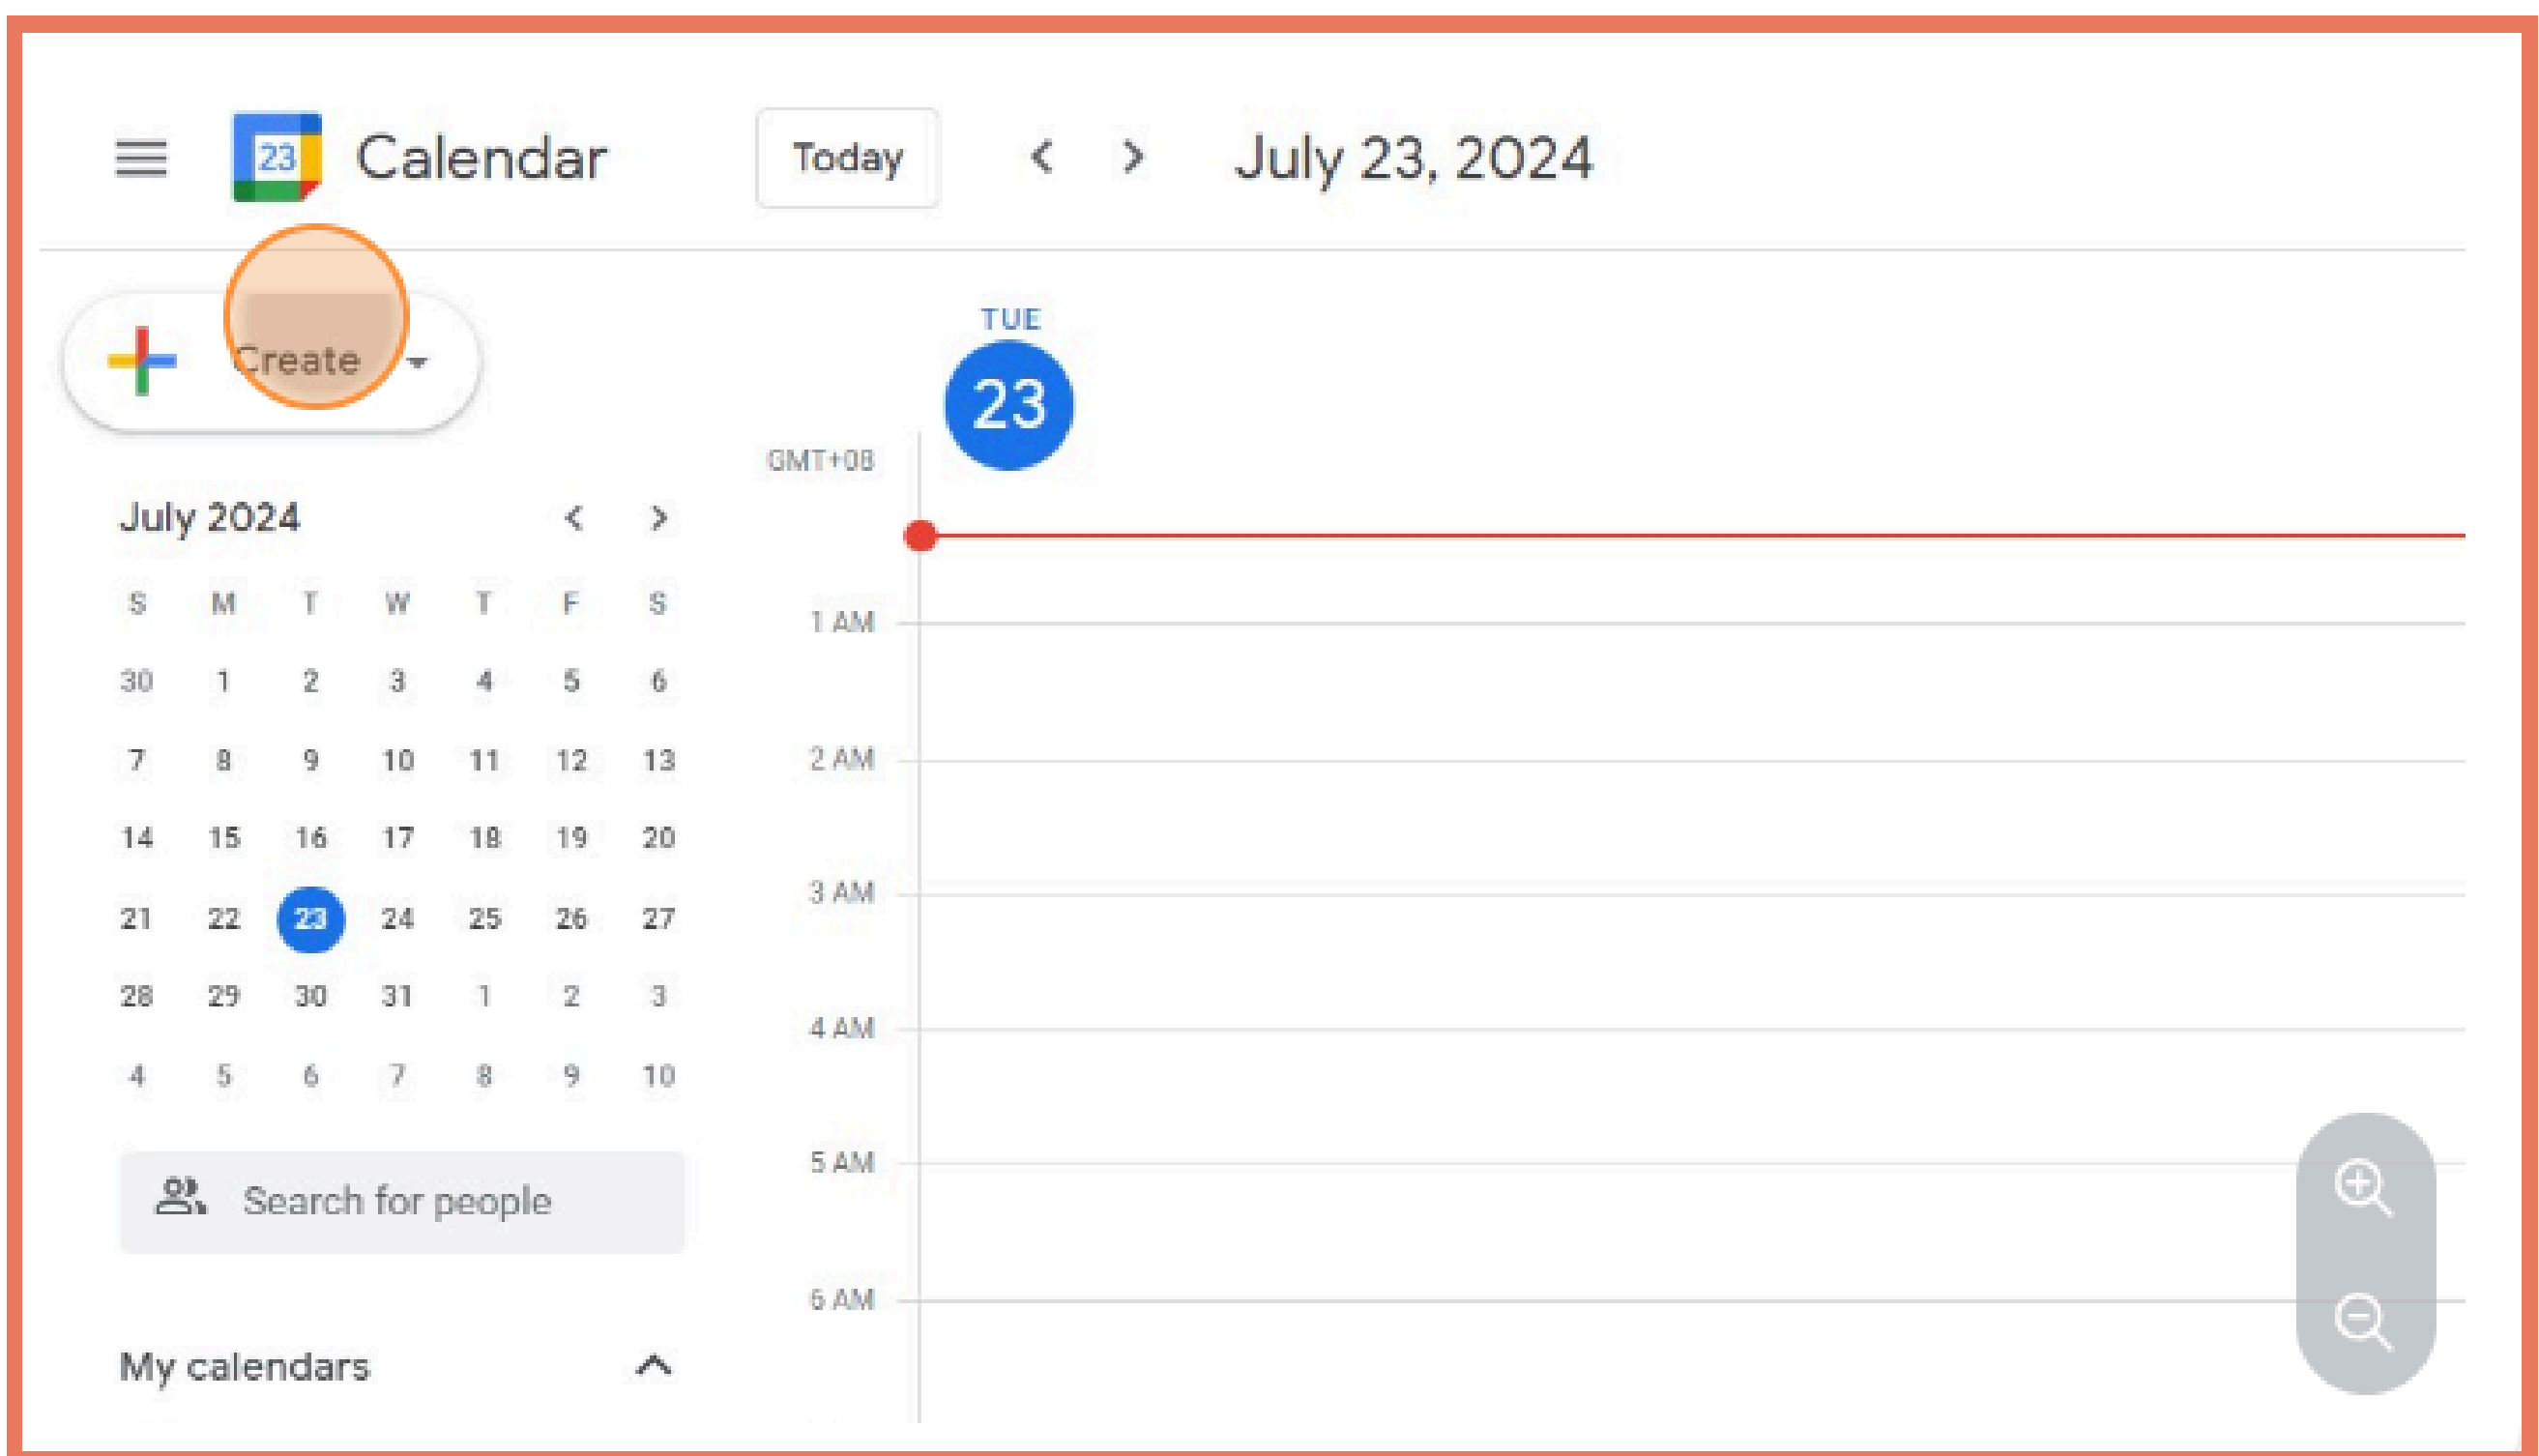 23 Calendar Today July 23, 2024
Create
July 2024
S M T W T F S
30 1 2 3 4 5 6
7 8 9 10 11 12 13
14 15 16 17 18 19 20
21 22 23 24 25 26 27
28 29 30 31 1 2 3
4 5 6 7 8 9 10
Search for people
My calendars
TUE
23
GMT+08
1 AM
2 AM
3 AM
4 AM
5 AM
6 AM